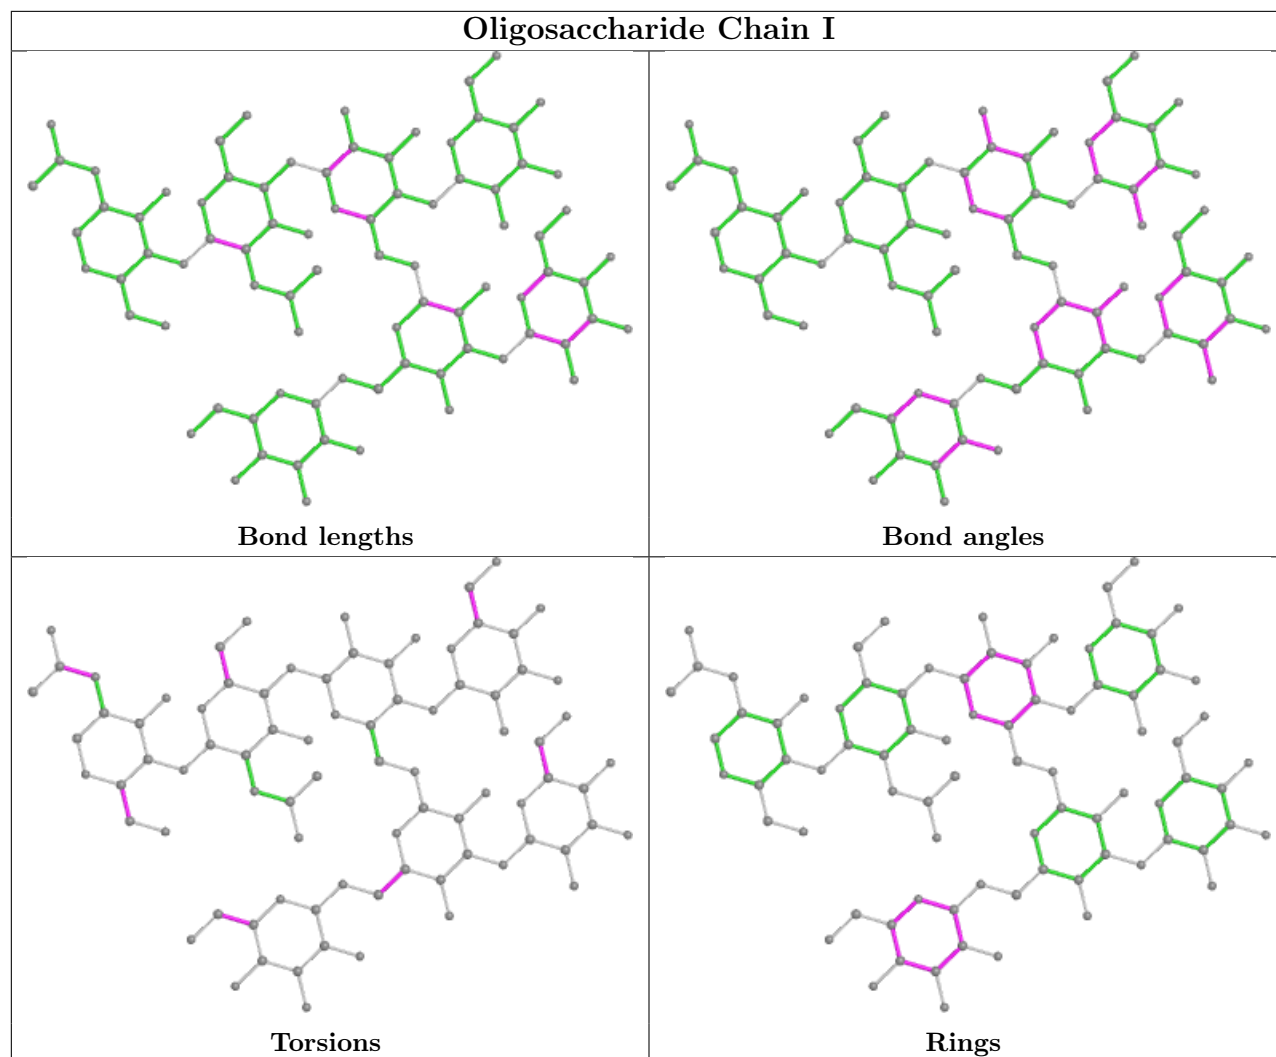 Oligosaccharide Chain I
Bond lengths
Bond angles
Torsions
Rings